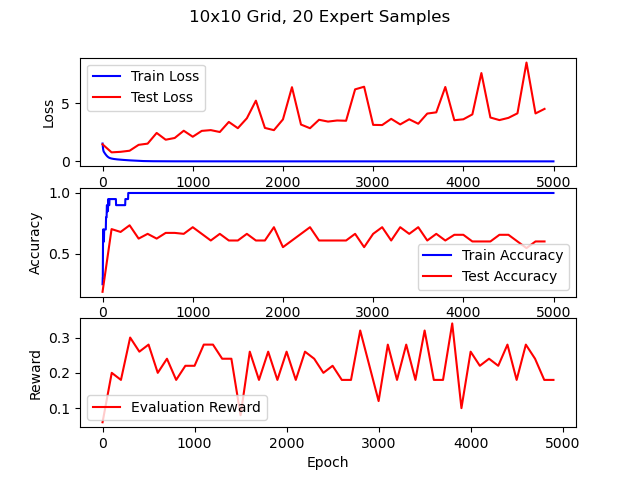 10x10 Grid, 20 Expert Samples
Loss
5
0
Train Loss
Test Loss
0 1000 2000 3000 4000 5000
Accuracy
1.0
0.5
Train Accuracy
Test Accuracy
0 1000 2000 3000 4000 5000
Reward
0.3
0.2
0.1
Evaluation Reward
0 1000 2000 3000 4000 5000
Epoch